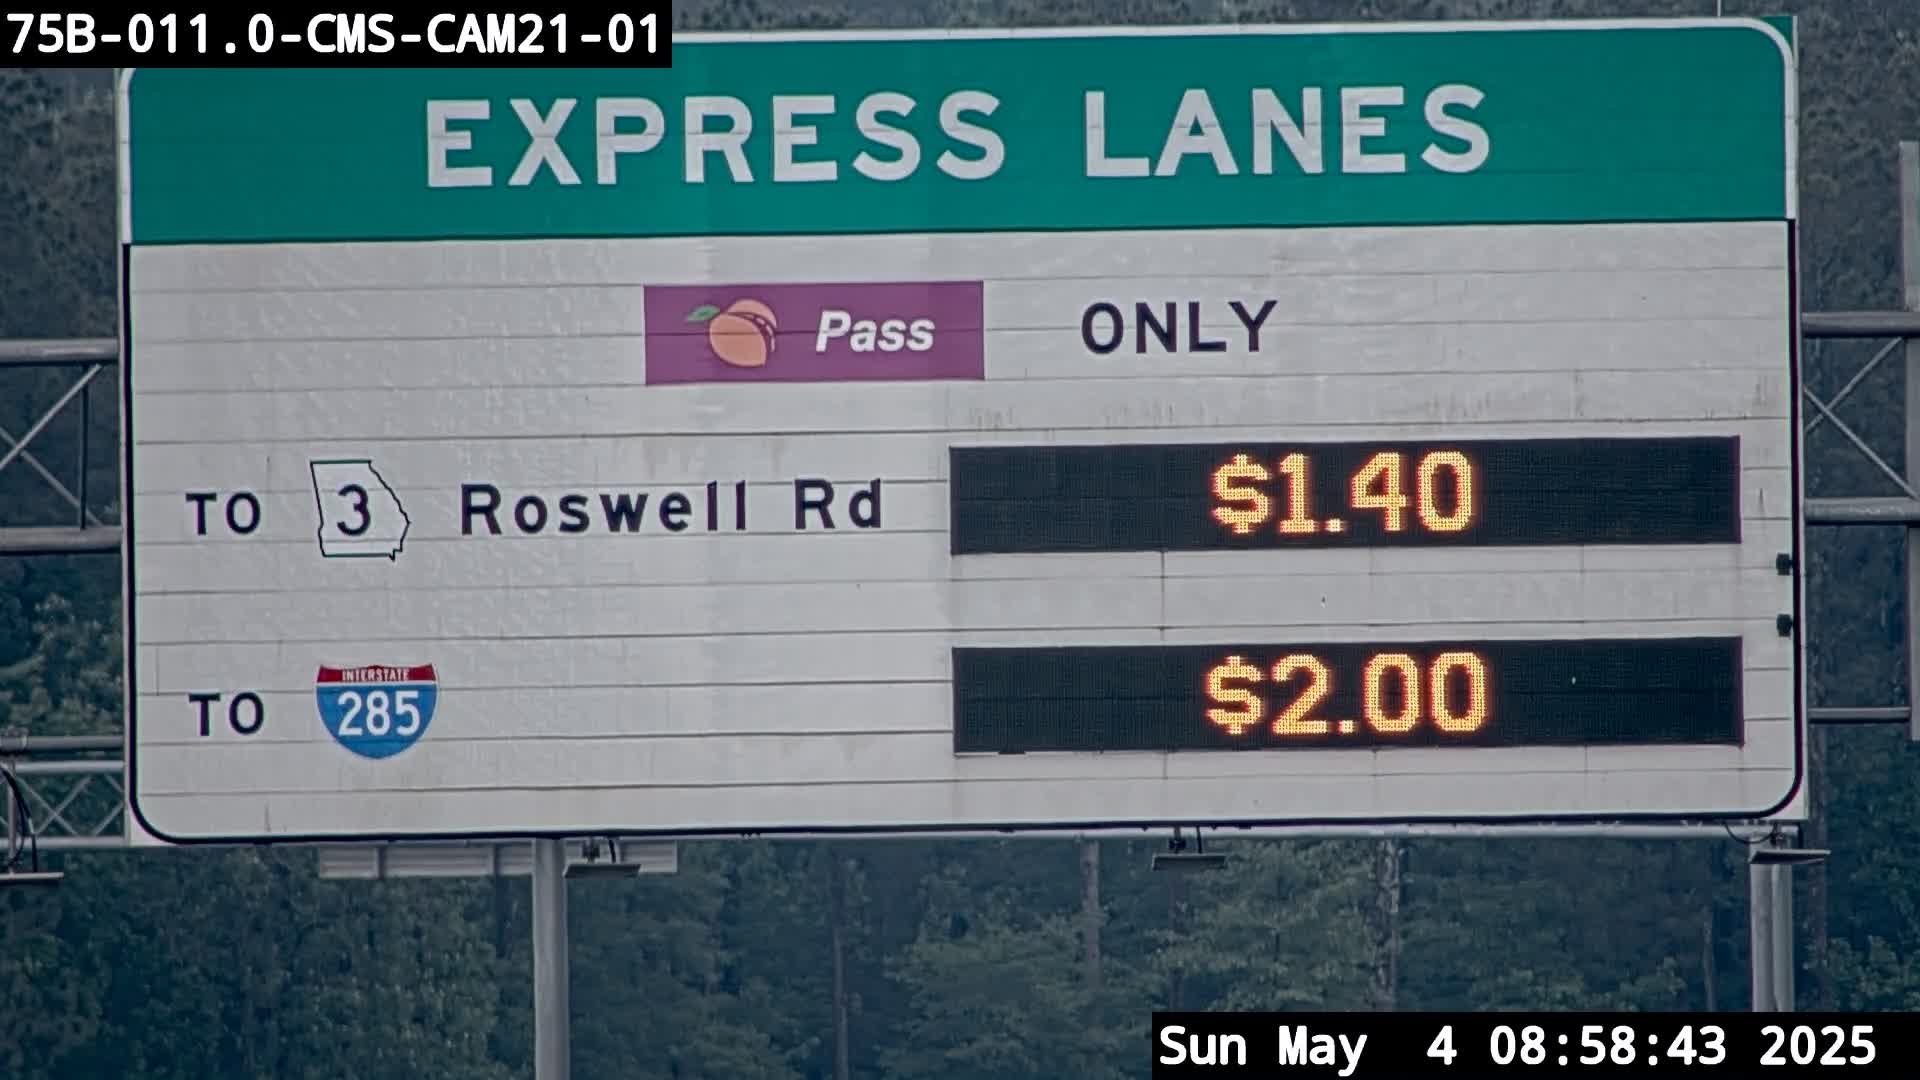 75B-011.0-CMS-CAM21-01
EXPRESS LANES
Pass ONLY
TO 3 Roswell Rd $1.40
INTERSTATE
TO 285 $2.00
Sun May 4 08:58:43 2025